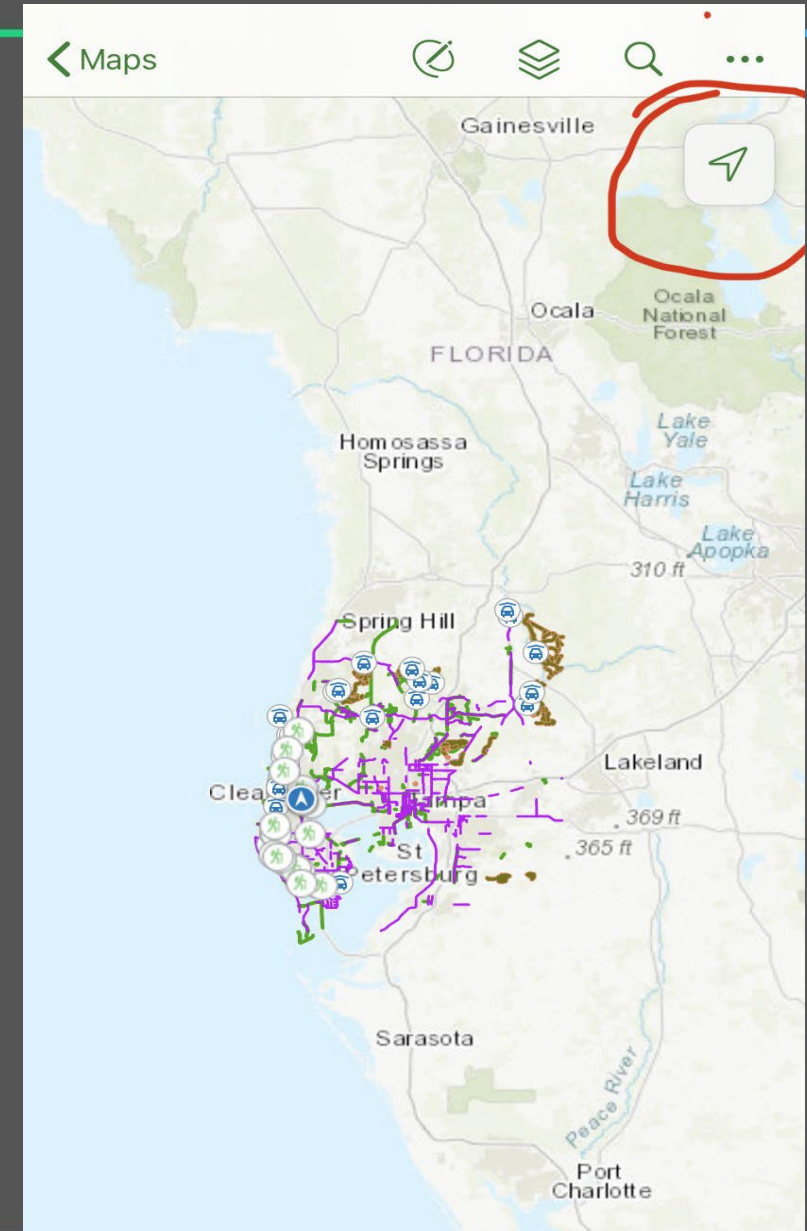 Maps
Gainesville
Ocala
Ocala
National
Forest
FLORIDA
Lake
Yale
Homosassa
Springs
Lake
Harris
Lake
Apopka
310 ft
Spring Hill
Lakeland
Tampa
369 ft
365 ft
St
Petersburg
Sarasota
Peace River
Port
Charlotte